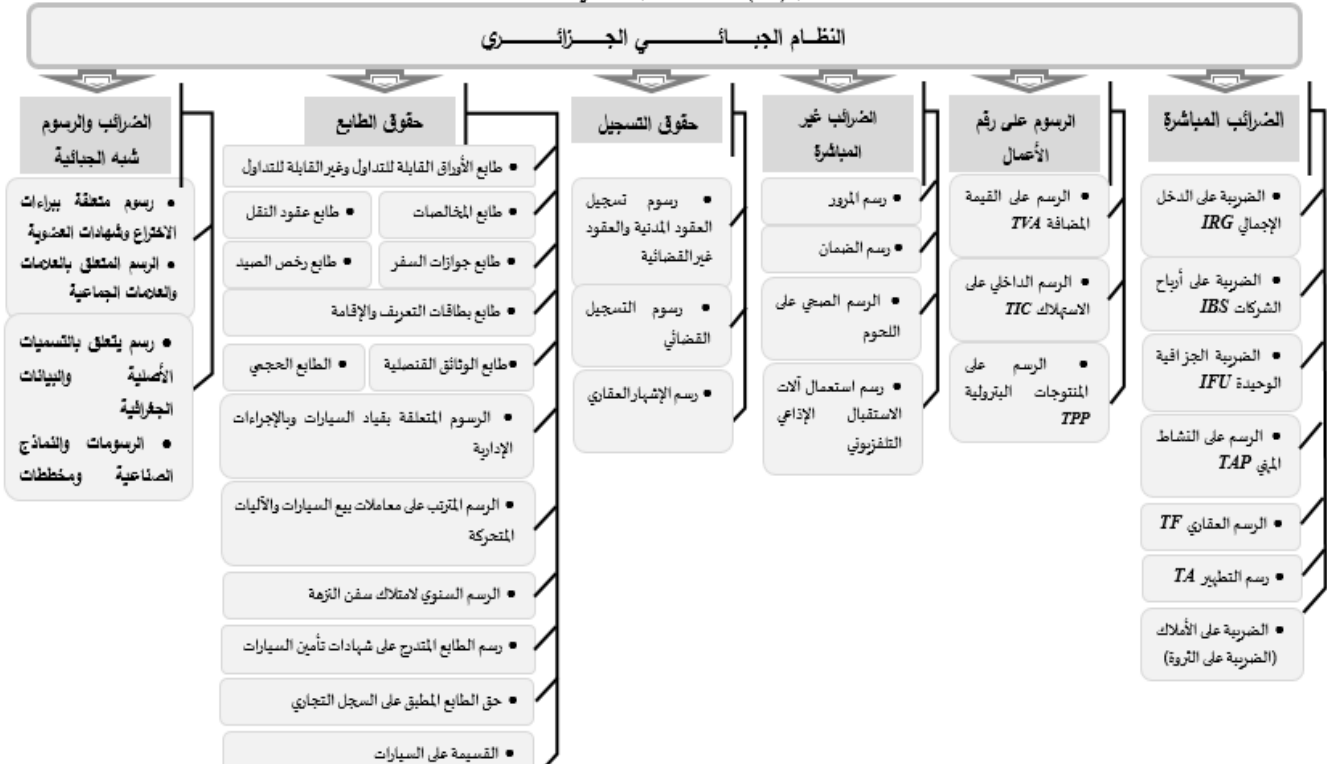 النظام الجبائي الجزائري
الضرائب المباشرة
• الضريبة على الدخل
الإجمالي IRG
• الضريبة على أرباح
الشركات IBS
• الضريبة الجزافية
الوحيدة IFU
• الرسم على النشاط
المهني TAP
• الرسم العقاري TF
• رسم التطهير TA
• الضريبة على الأملاك
(الضريبة على الثروة)
الرسوم على رقم
الأعمال
• الرسم على القيمة
المضافة TVA
• الرسم الداخلي على
الاستهلاك TIC
• الرسم على
المنتوجات البترولية
TPP
الضرائب غير
المباشرة
• رسم المرور
• رسم الضمان
• الرسم الصحي على
اللحوم
• رسم استعمال آلات
الاستقبال الإذاعي
التلفزيوني
حقوق التسجيل
• رسوم تسجيل
العقود المدنية والعقود
غير القضائية
• رسوم التسجيل
القضائي
• رسم الإشهار العقاري
حقوق الطابع
• طابع الأوراق القابلة للتداول وغير القابلة للتداول
• طابع المخالصات
• طابع عقود النقل
• طابع جوازات السفر
• طابع رخص الصيد
• طابع بطاقات التعريف والإقامة
• طابع الوثائق القنصلية
• الطابع الحجمي
• الرسوم المتعلقة بقياد السيارات وبالإجراءات
الإدارية
• الرسم المترتب على معاملات بيع السيارات والآليات
المتحركة
• الرسم السنوي لامتلاك سفن النزهة
• رسم الطابع المتدرج على شهادات تأمين السيارات
• حق الطابع المطبق على السجل التجاري
• القسيمة على السيارات
الضرائب والرسوم
شبه الجبائية
• رسوم متعلقة ببراءات
الاختراع وشهادات العضوية
• الرسم المتعلق بالعلامات
والعلامات الجماعية
• رسم يتعلق بالتسميات
الأصلية والبيانات
الجغرافية
• الرسومات والنماذج
الصناعية ومخططات